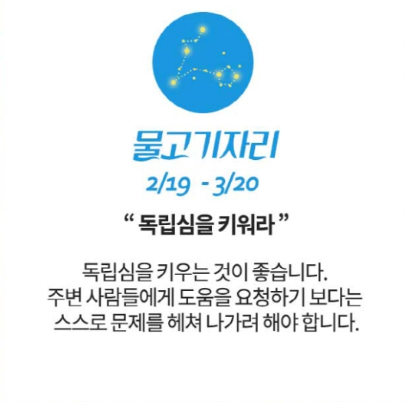 물고기자리
2/19 - 3/20
“ 독립심을 키워라 ”
독립심을 키우는 것이 좋습니다.
주변 사람들에게 도움을 요청하기 보다는
스스로 문제를 헤쳐 나가려 해야 합니다.